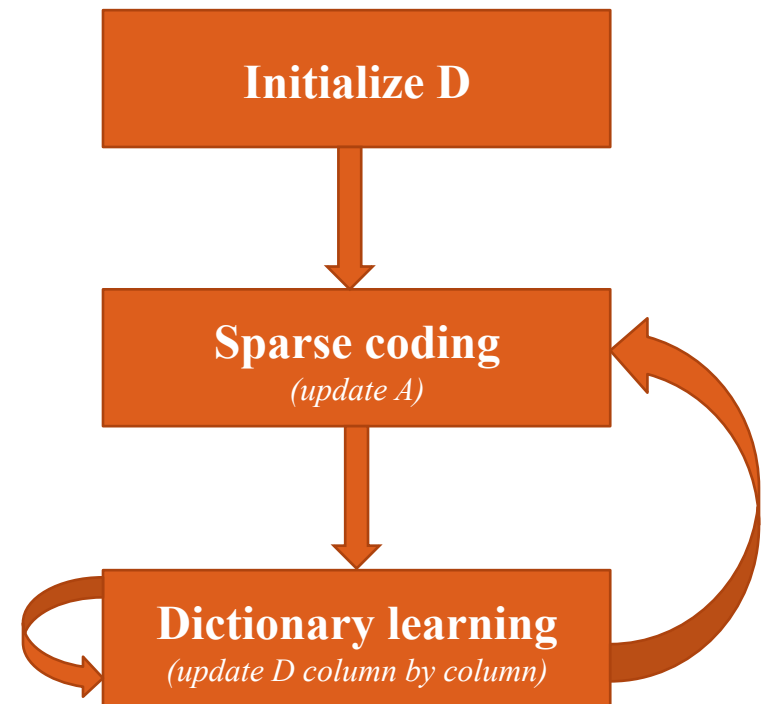 Initialize D
Sparse coding
(update A)
Dictionary learning
(update D column by column)